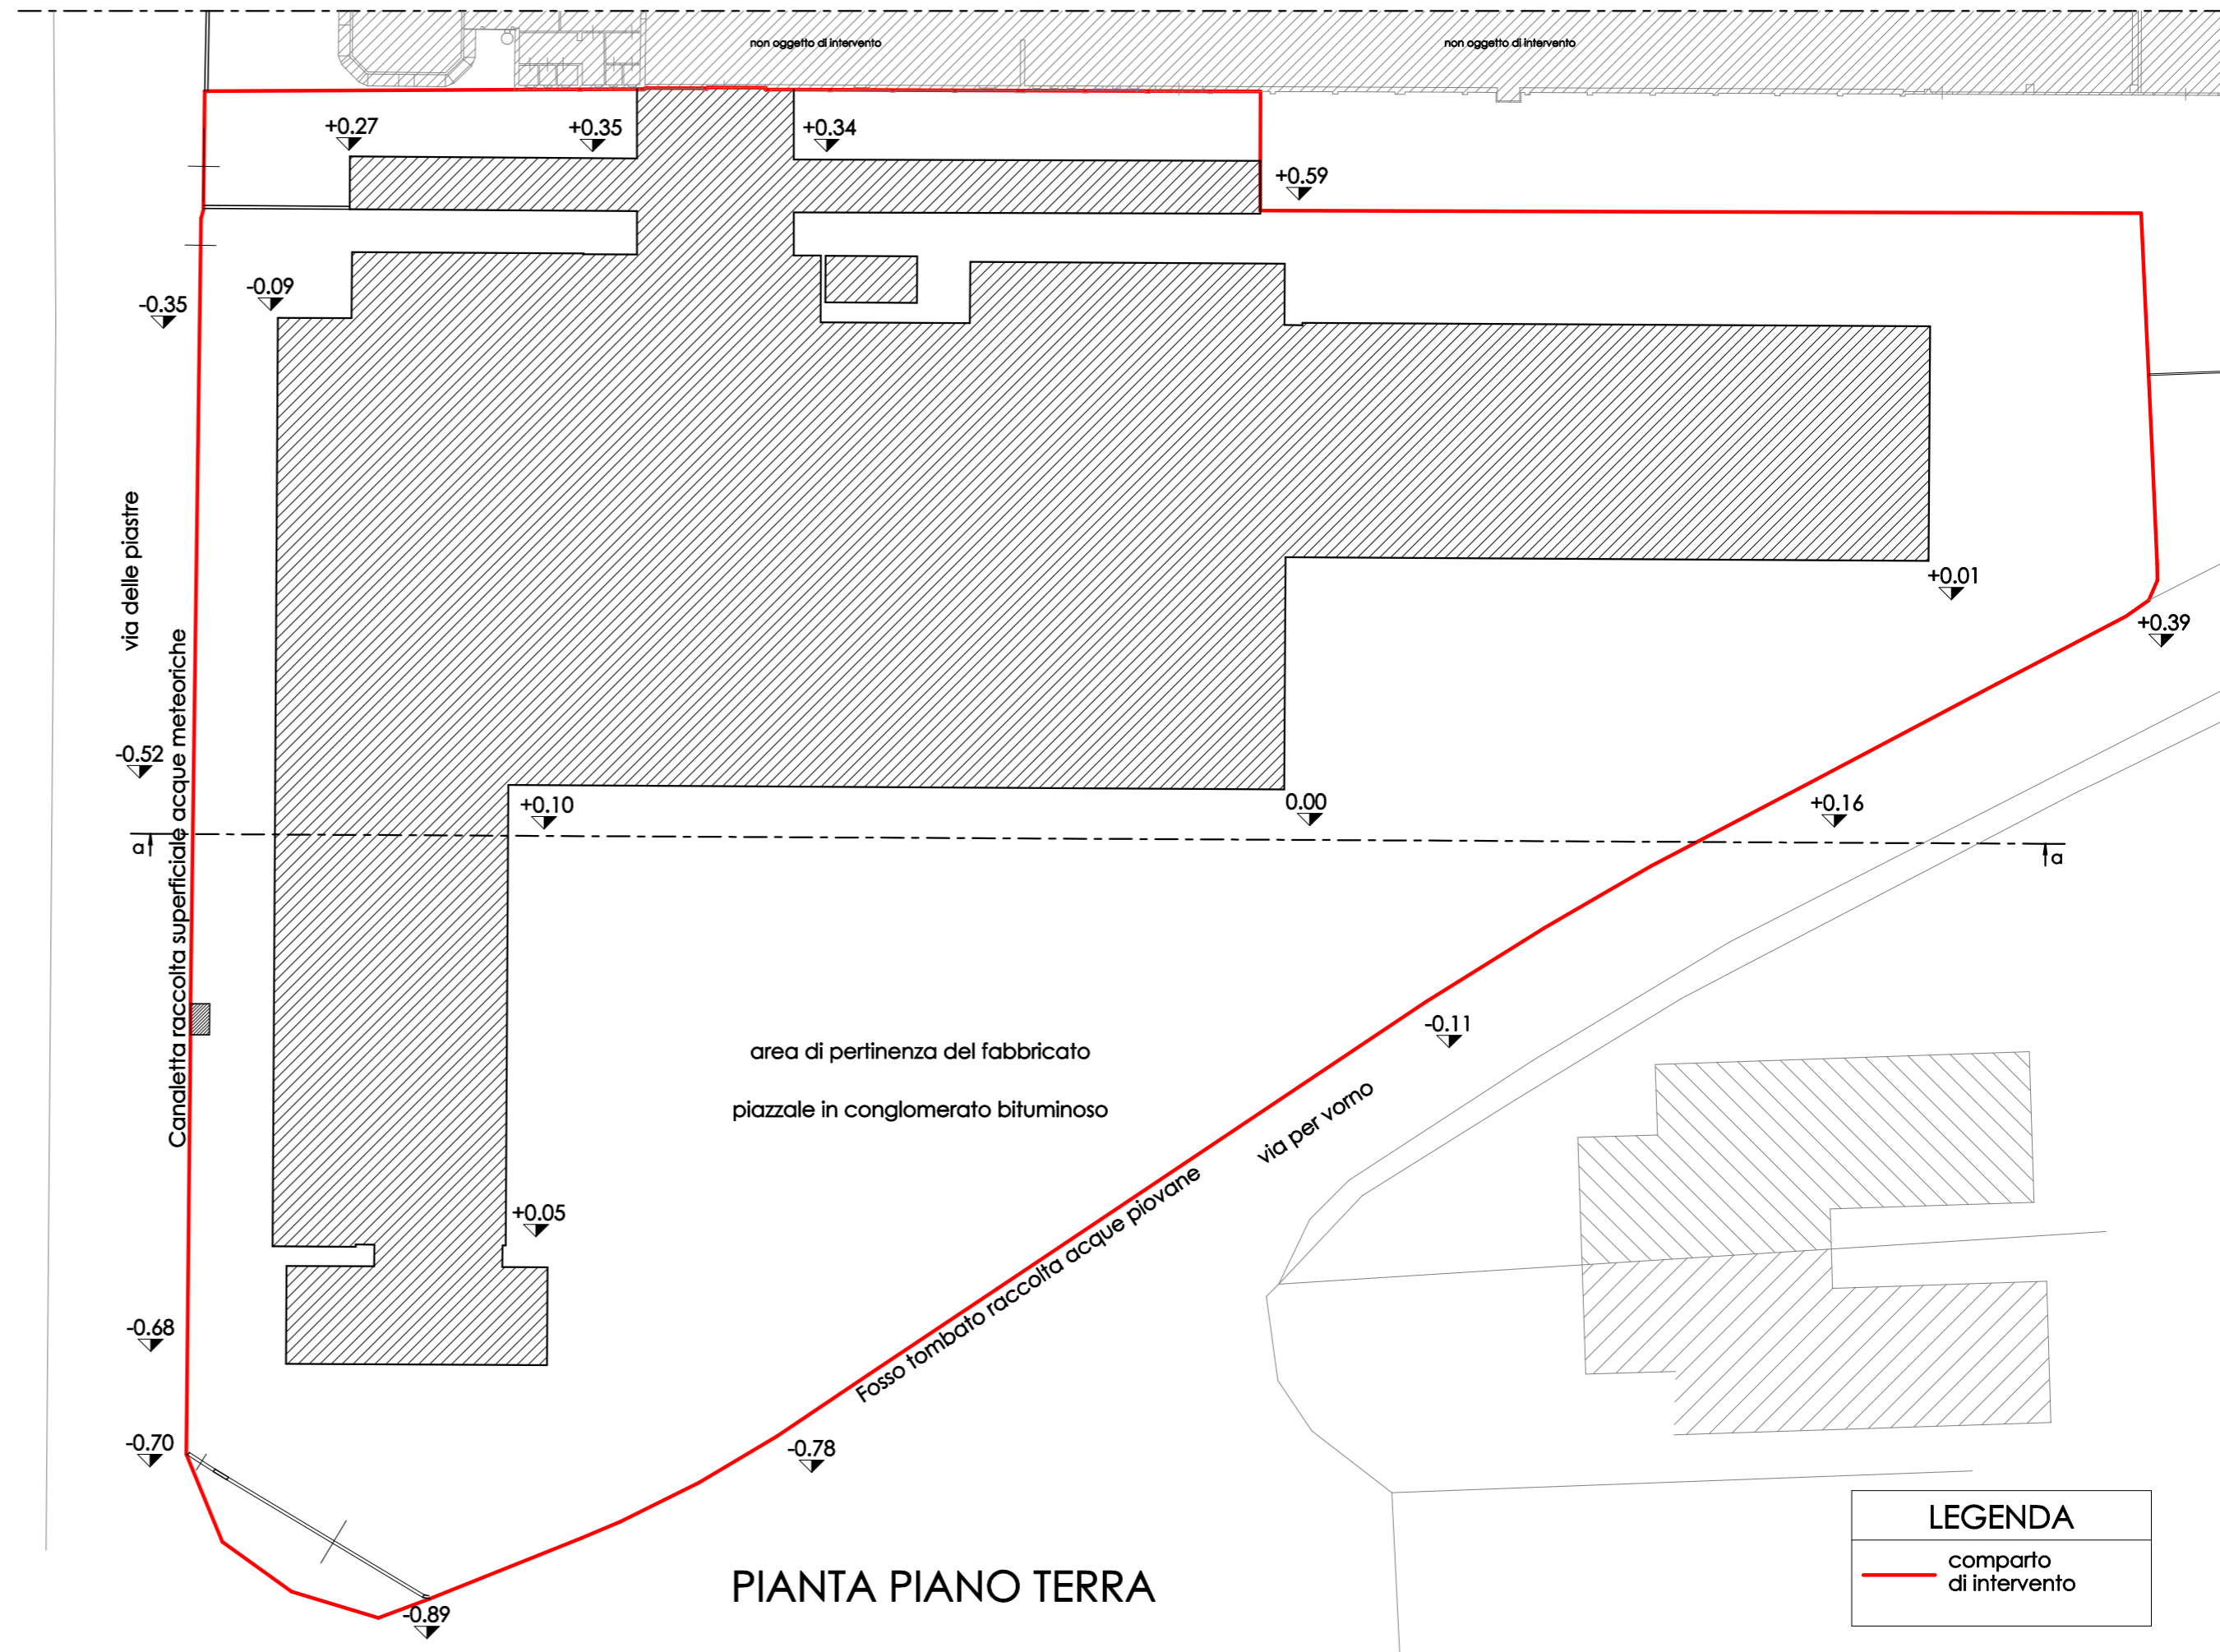 non oggetto di intervento
non oggetto di intervento
+0.27
+0.35
+0.34
+0.59
-0.09
-0.35
via delle piastre
+0.01
+0.39
Canaletta raccolta superficiale acque meteoriche
-0.52
+0.10
0.00
+0.16
a
a
-0.11
area di pertinenza del fabbricato
piazzale in conglomerato bituminoso
via per vorno
Fosso tombato raccolta acque piovane
+0.05
-0.68
-0.70
-0.78
-0.89
PIANTA PIANO TERRA
LEGENDA
comparto
di intervento